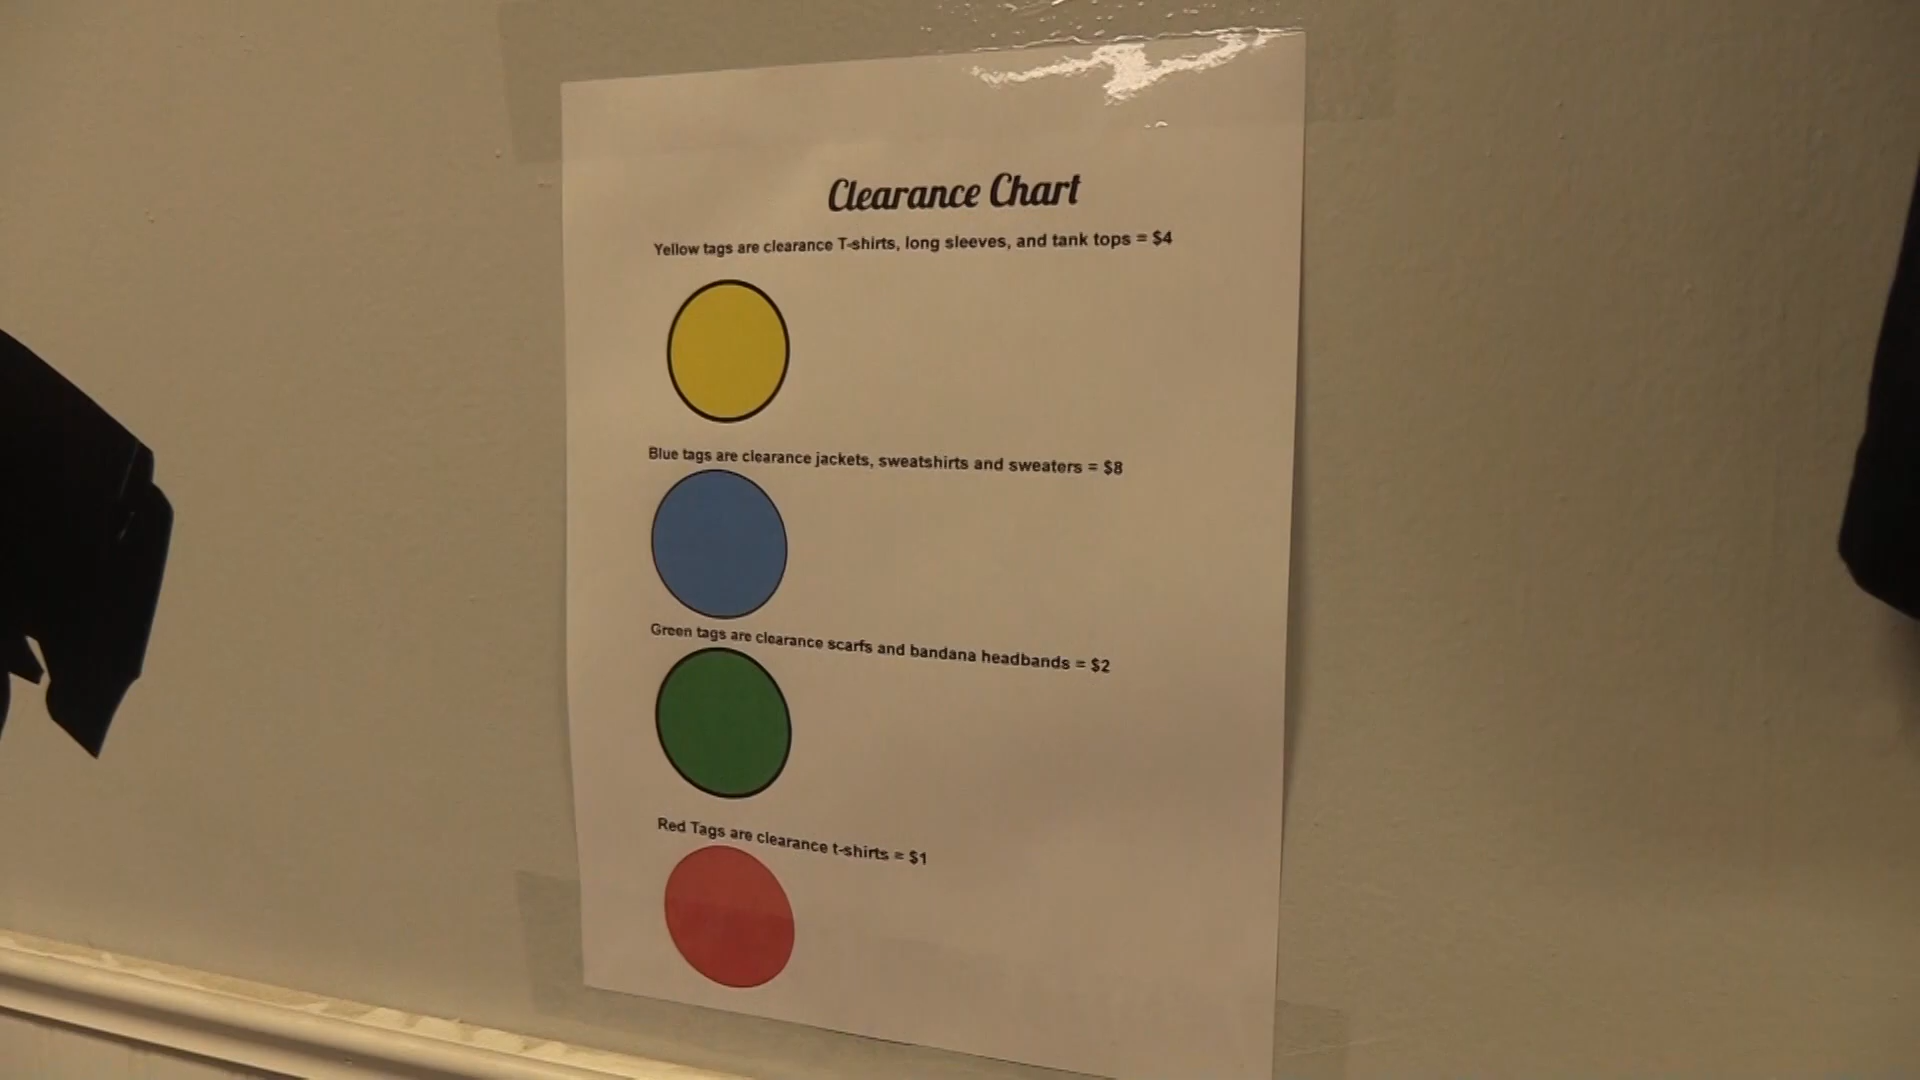 Clearance Chart
Yellow tags are clearance T-shirts, long sleeves, and tank tops = $4
Blue tags are clearance jackets, sweatshirts and sweaters = $8
Green tags are clearance scarfs and bandana headbands = $2
Red Tags are clearance t-shirts = $1